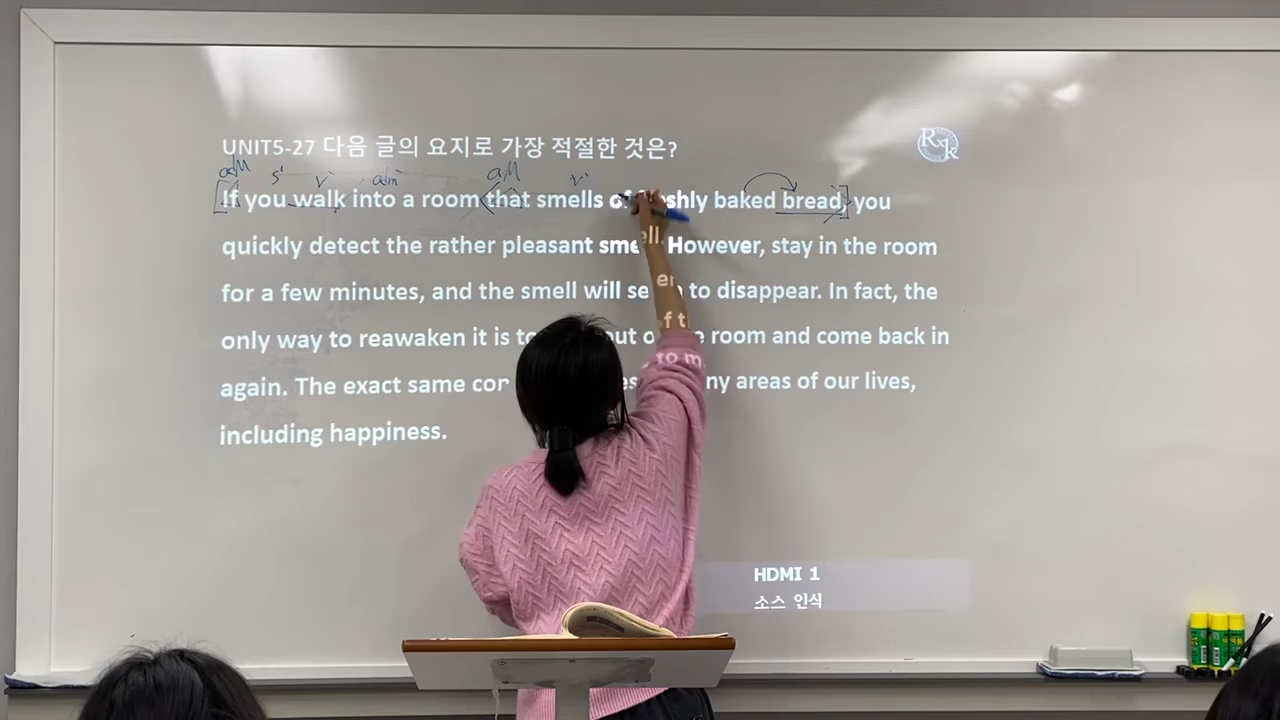 UNIT5-27 다음 글의 요지로 가장 적절한 것은?
R k
adM s' v' adm aM v'
If you walk into a room that smells of freshly baked bread, you
quickly detect the rather pleasant smell. However, stay in the room
for a few minutes, and the smell will seem to disappear. In fact, the
only way to reawaken it is to out of the room and come back in
again. The exact same areas of our lives,
including happiness.
HDMI 1
소스 인식